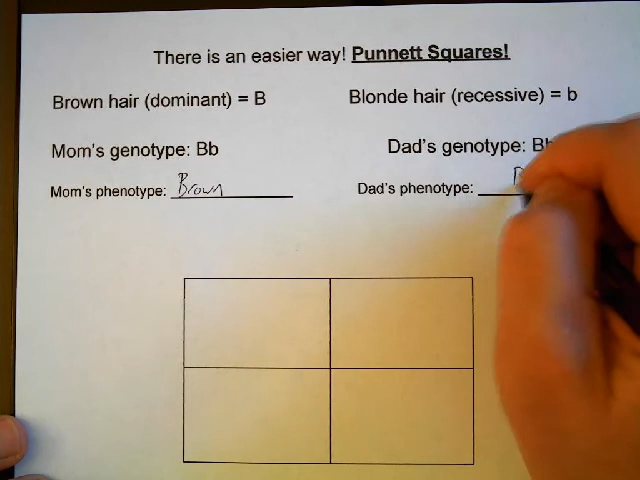 There is an easier way! Punnett Squares!
Brown hair (dominant) = B
Blonde hair (recessive) = b
Mom's genotype: Bb
Dad's genotype:
Mom's phenotype: Brown
Dad's phenotype: